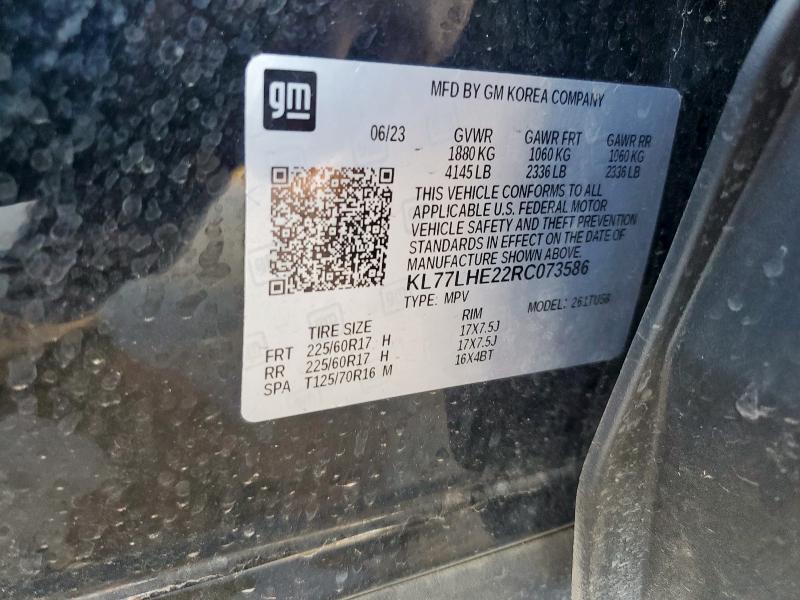 gm
MFD BY GM KOREA COMPANY
06/23 GVWR GAWR FRT GAWR RR
1880 KG 1060 KG 1060 KG
4145 LB 2336 LB 2336 LB
THIS VEHICLE CONFORMS TO ALL
APPLICABLE U.S. FEDERAL MOTOR
VEHICLE SAFETY AND THEFT PREVENTION
STANDARDS IN EFFECT ON THE DATE OF
MANUFACTURE SHOWN ABOVE.
KL77LHE22RC073586
TYPE: MPV MODEL:
TIRE SIZE RIM
FRT 225/60R17 H 17X7.5J
RR 225/60R17 H 17X7.5J
SPA T125/70R16 M 16X4BT